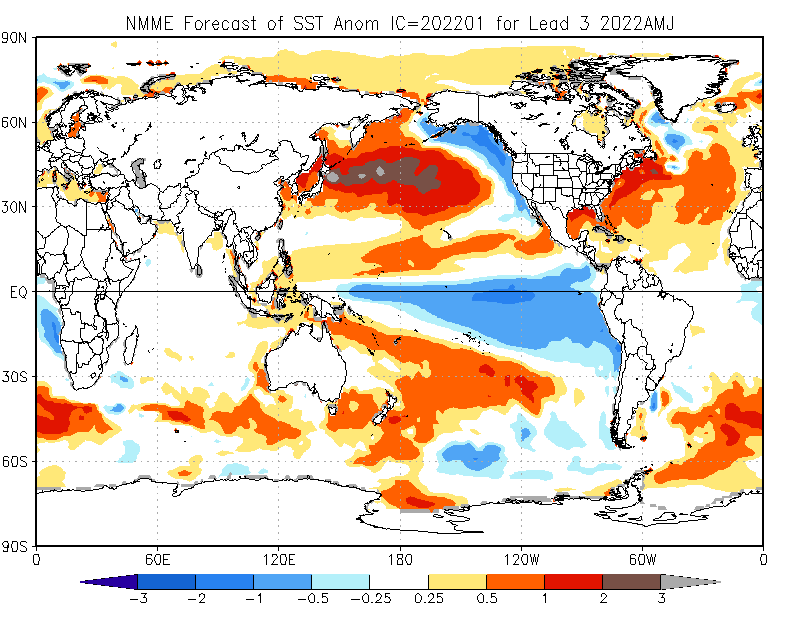 NMME Forecast of SST Anom IC=202201 for Lead 3 2022AMJ
90N
60N
30N
EQ
30S
60S
90S
0 60E 120E 180 120W 60W 0
-3 -2 -1 -0.5 -0.25 0.25 0.5 1 2 3